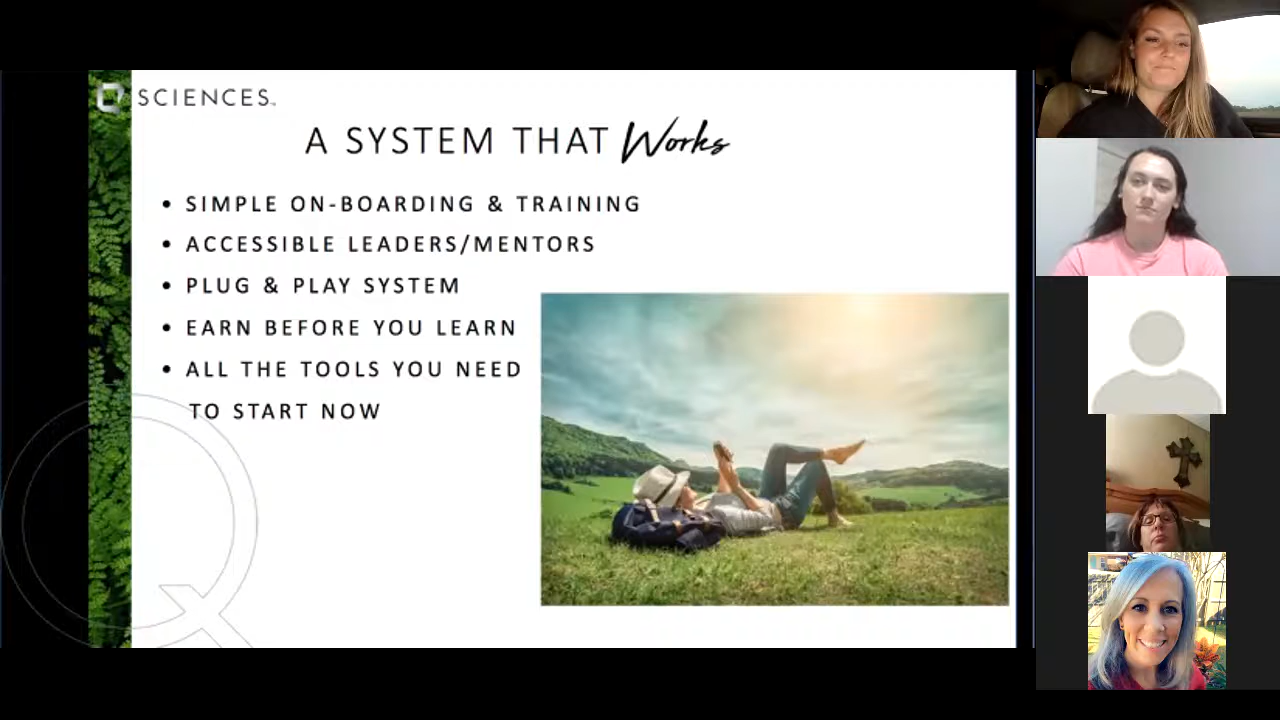 SCIENCES
A SYSTEM THAT Works
• SIMPLE ON-BOARDING & TRAINING
• ACCESSIBLE LEADERS/MENTORS
• PLUG & PLAY SYSTEM
• EARN BEFORE YOU LEARN
• ALL THE TOOLS YOU NEED
TO START NOW